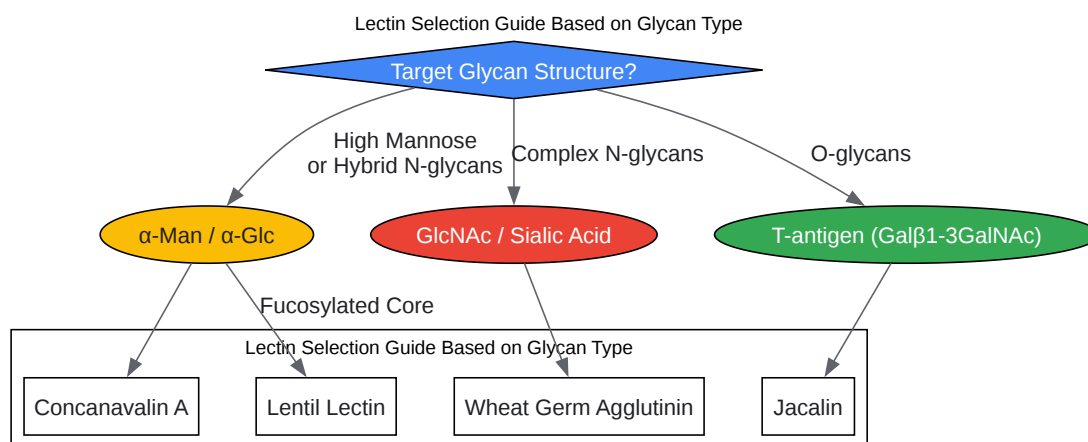 Lectin Selection Guide Based on Glycan Type
Target Glycan Structure?
High Mannose
or Hybrid N-glycans
Complex N-glycans
O-glycans
α-Man / α-Glc
GlcNAc / Sialic Acid
T-antigen (Galβ1-3GalNAc)
Fucosylated Core
Lectin Selection Guide Based on Glycan Type
Concanavalin A
Lentil Lectin
Wheat Germ Agglutinin
Jacalin